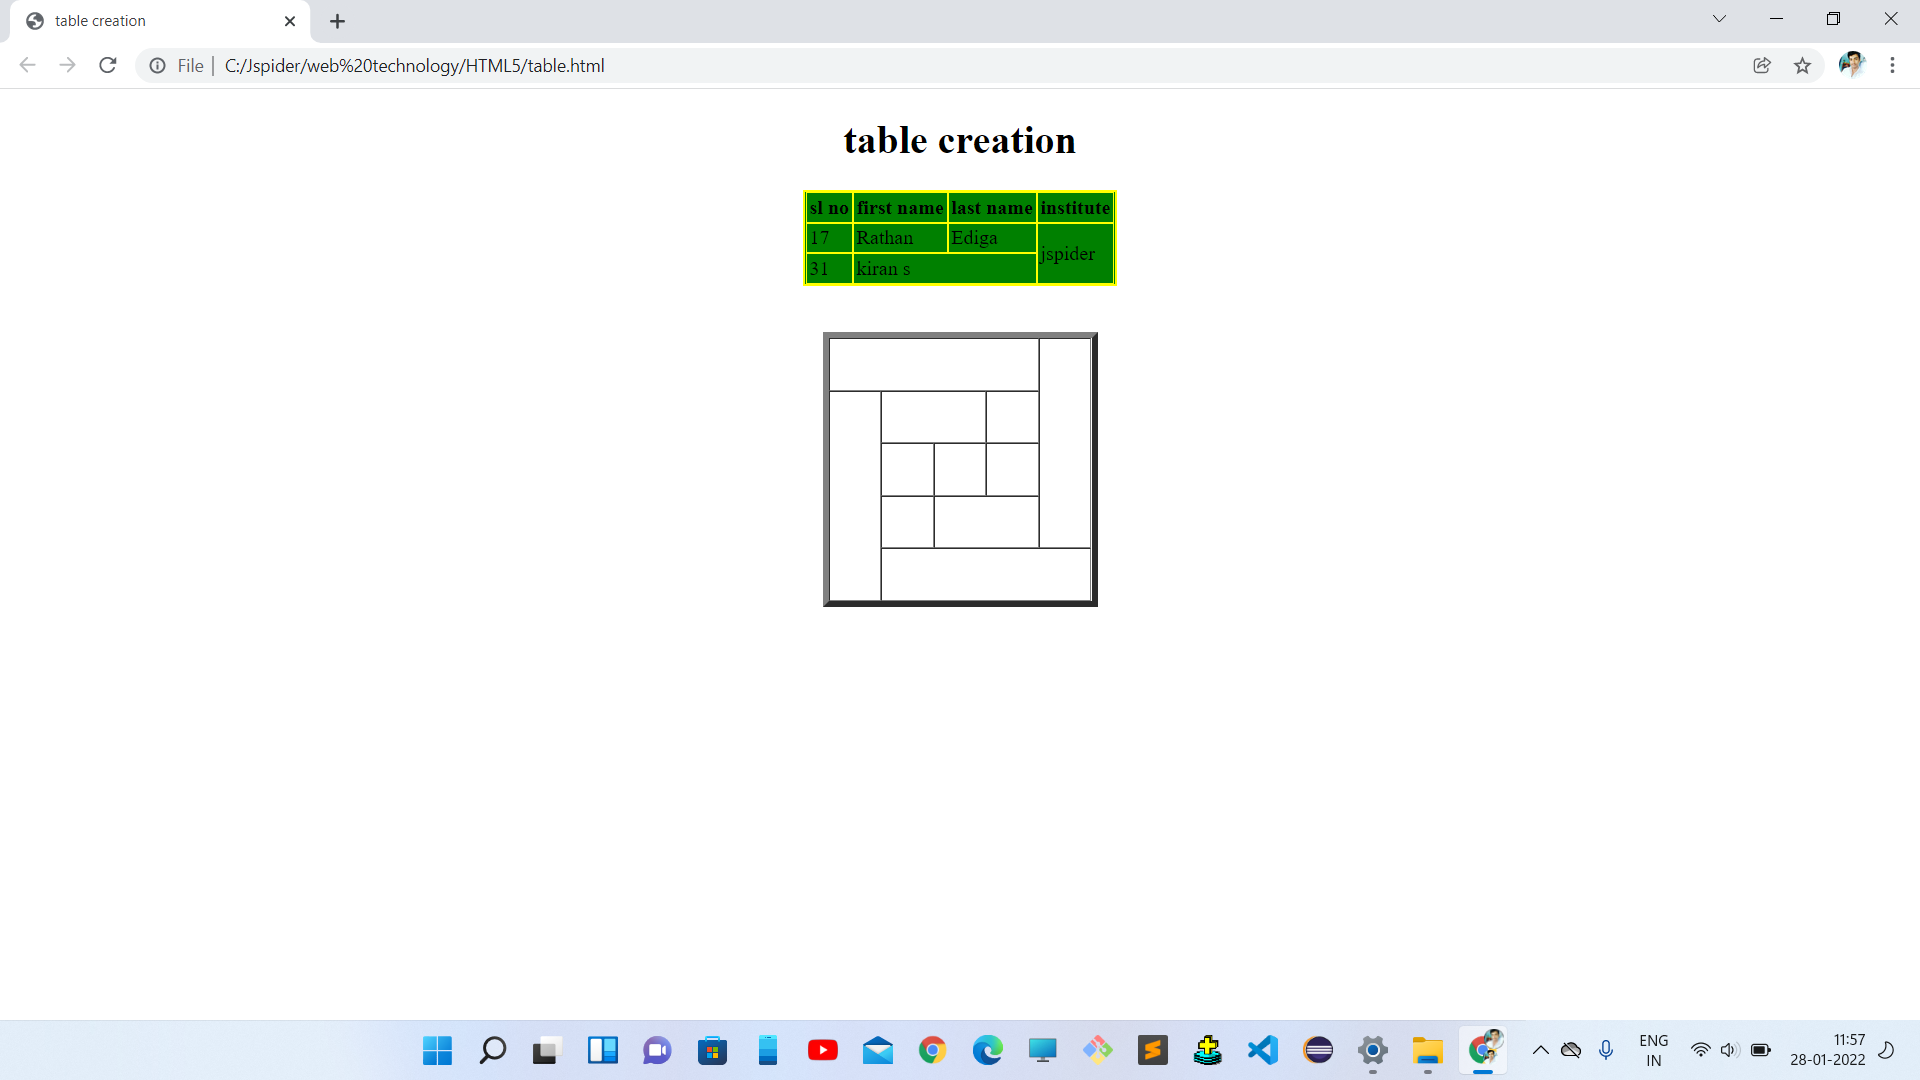 table creation
File | C:/Jspider/web%20technology/HTML5/table.html
table creation
sl no first name last name institute
17 Rathan Ediga jspider
31 kiran s
ENG
IN
11:57
28-01-2022